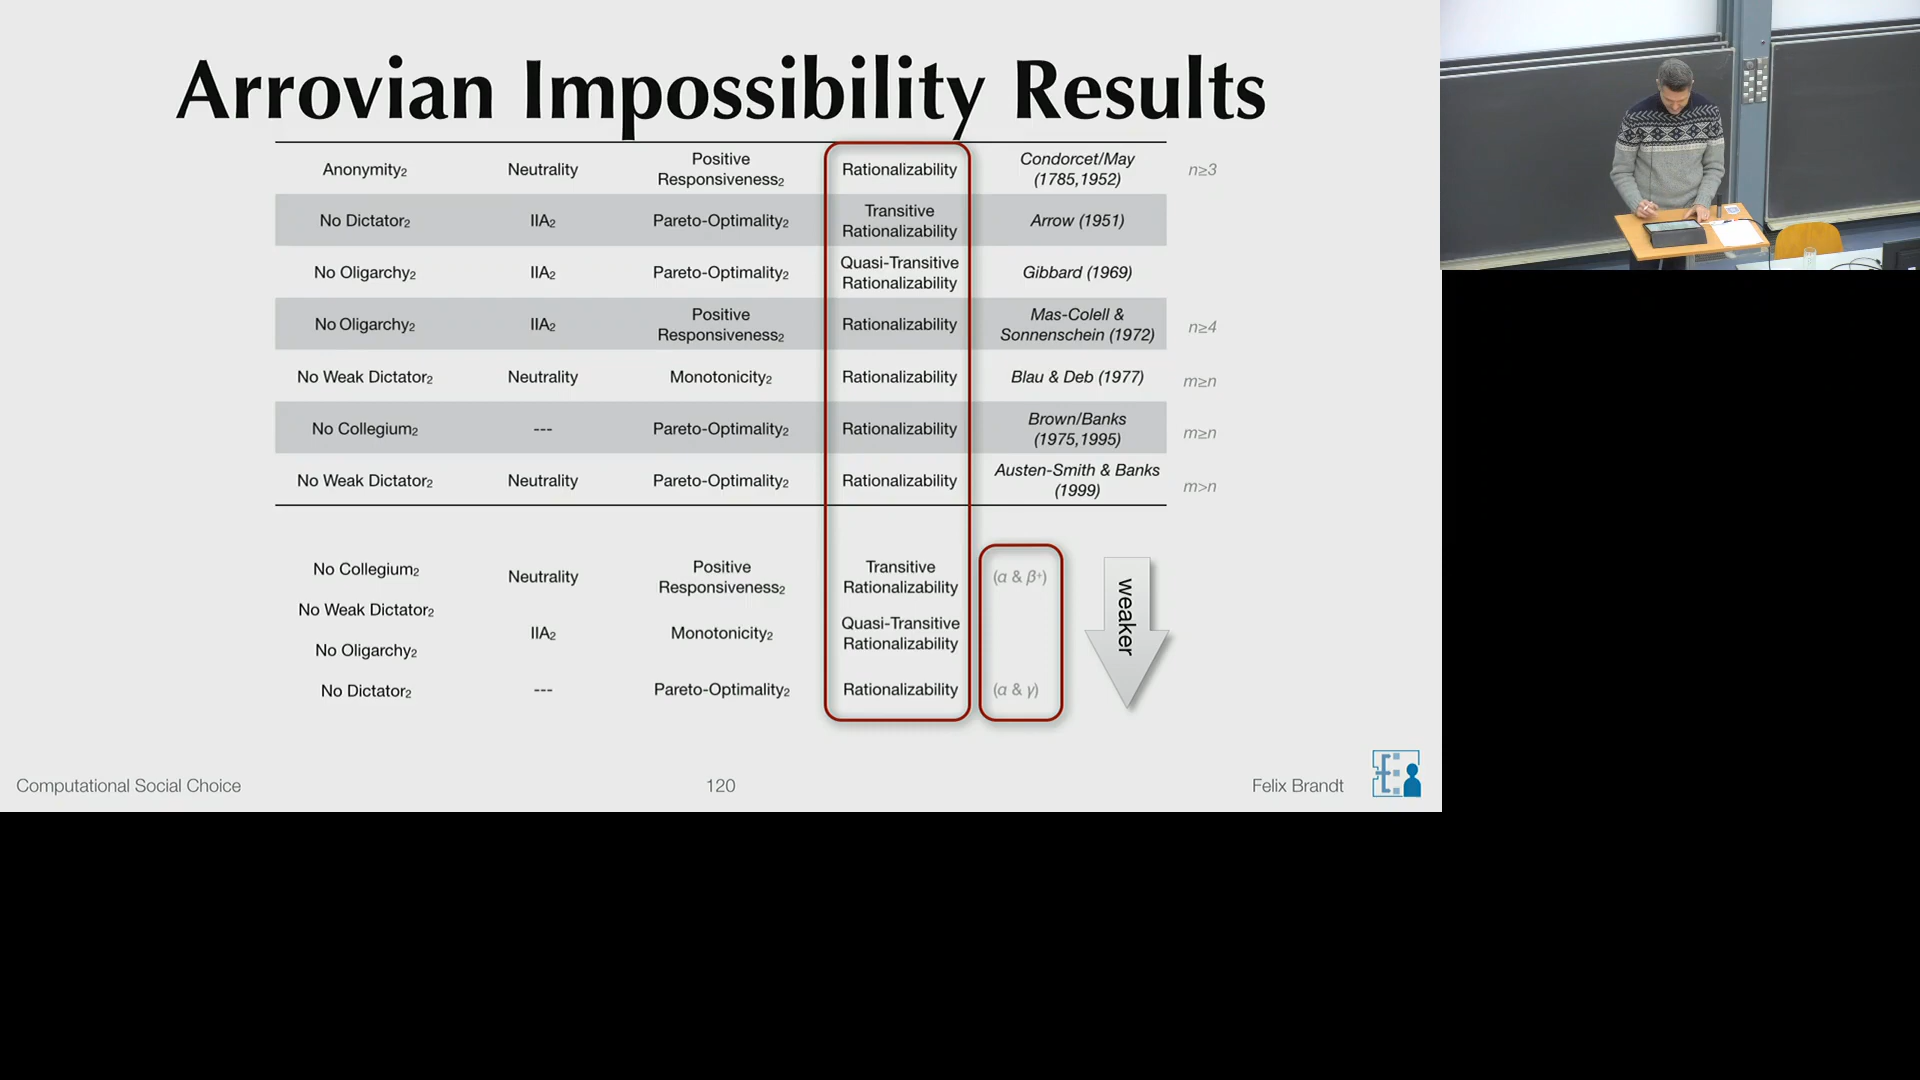 Arrovian Impossibility Results
Anonymity₂ Neutrality Positive Responsiveness₂ Rationalizability Condorcet/May (1785,1952) n≥3
No Dictator₂ IIA₂ Pareto-Optimality₂ Transitive Rationalizability Arrow (1951)
No Oligarchy₂ IIA₂ Pareto-Optimality₂ Quasi-Transitive Rationalizability Gibbard (1969)
No Oligarchy₂ IIA₂ Positive Responsiveness₂ Rationalizability Mas-Colell & Sonnenschein (1972) n≥4
No Weak Dictator₂ Neutrality Monotonicity₂ Rationalizability Blau & Deb (1977) m≥n
No Collegium₂ --- Pareto-Optimality₂ Rationalizability Brown/Banks (1975,1995) m≥n
No Weak Dictator₂ Neutrality Pareto-Optimality₂ Rationalizability Austen-Smith & Banks (1999) m>n
No Collegium₂
No Weak Dictator₂
No Oligarchy₂
No Dictator₂
Neutrality
IIA₂
---
Positive Responsiveness₂
Monotonicity₂
Pareto-Optimality₂
Transitive Rationalizability
Quasi-Transitive Rationalizability
Rationalizability
(α & β⁺)
(α & γ)
weaker
Computational Social Choice 120 Felix Brandt